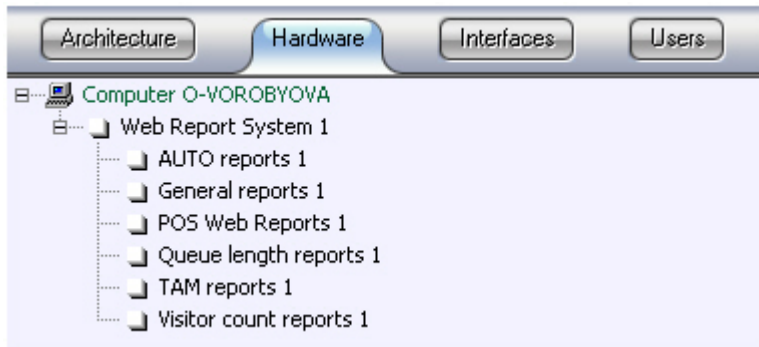 Architecture Hardware Interfaces Users
Computer O-VOROBYOVA
Web Report System 1
AUTO reports 1
General reports 1
POS Web Reports 1
Queue length reports 1
TAM reports 1
Visitor count reports 1